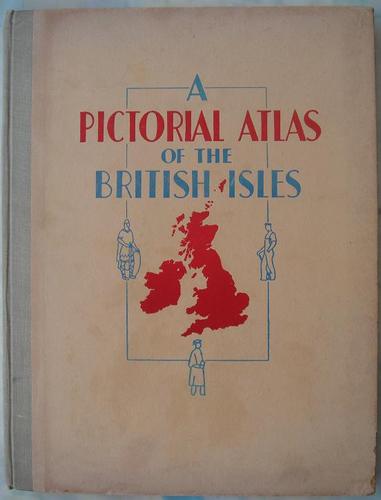 A
PICTORIAL ATLAS
OF THE
BRITISH ISLES